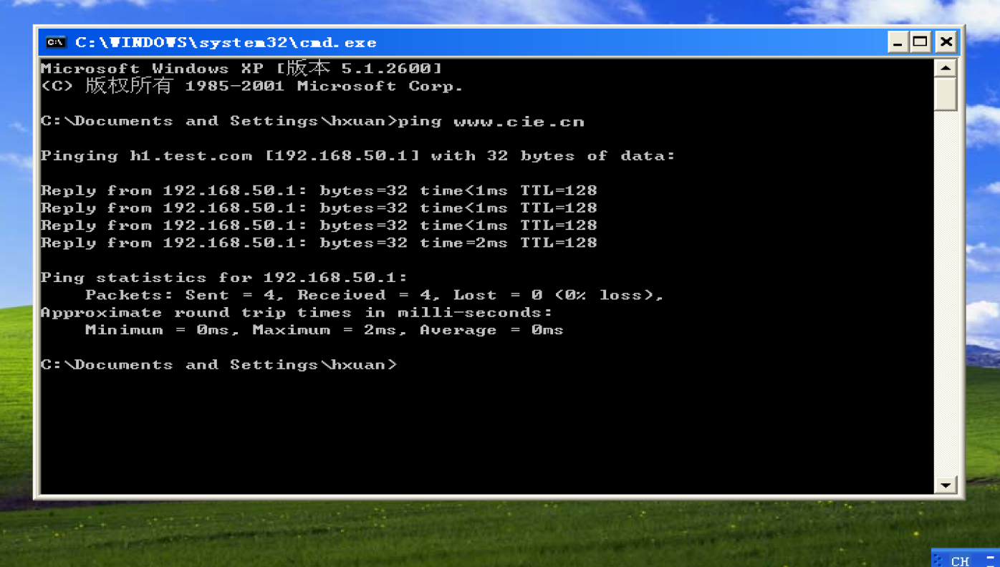 C:\WINDOWS\system32\cmd.exe
Microsoft Windows XP [版本 5.1.2600]
(C) 版权所有 1985-2001 Microsoft Corp.
C:\Documents and Settings\hxuan>ping www.cie.cn
Pinging h1.test.com [192.168.50.1] with 32 bytes of data:
Reply from 192.168.50.1: bytes=32 time<1ms TTL=128
Reply from 192.168.50.1: bytes=32 time<1ms TTL=128
Reply from 192.168.50.1: bytes=32 time<1ms TTL=128
Reply from 192.168.50.1: bytes=32 time=2ms TTL=128
Ping statistics for 192.168.50.1:
Packets: Sent = 4, Received = 4, Lost = 0 (0% loss),
Approximate round trip times in milli-seconds:
Minimum = 0ms, Maximum = 2ms, Average = 0ms
C:\Documents and Settings\hxuan>
CH